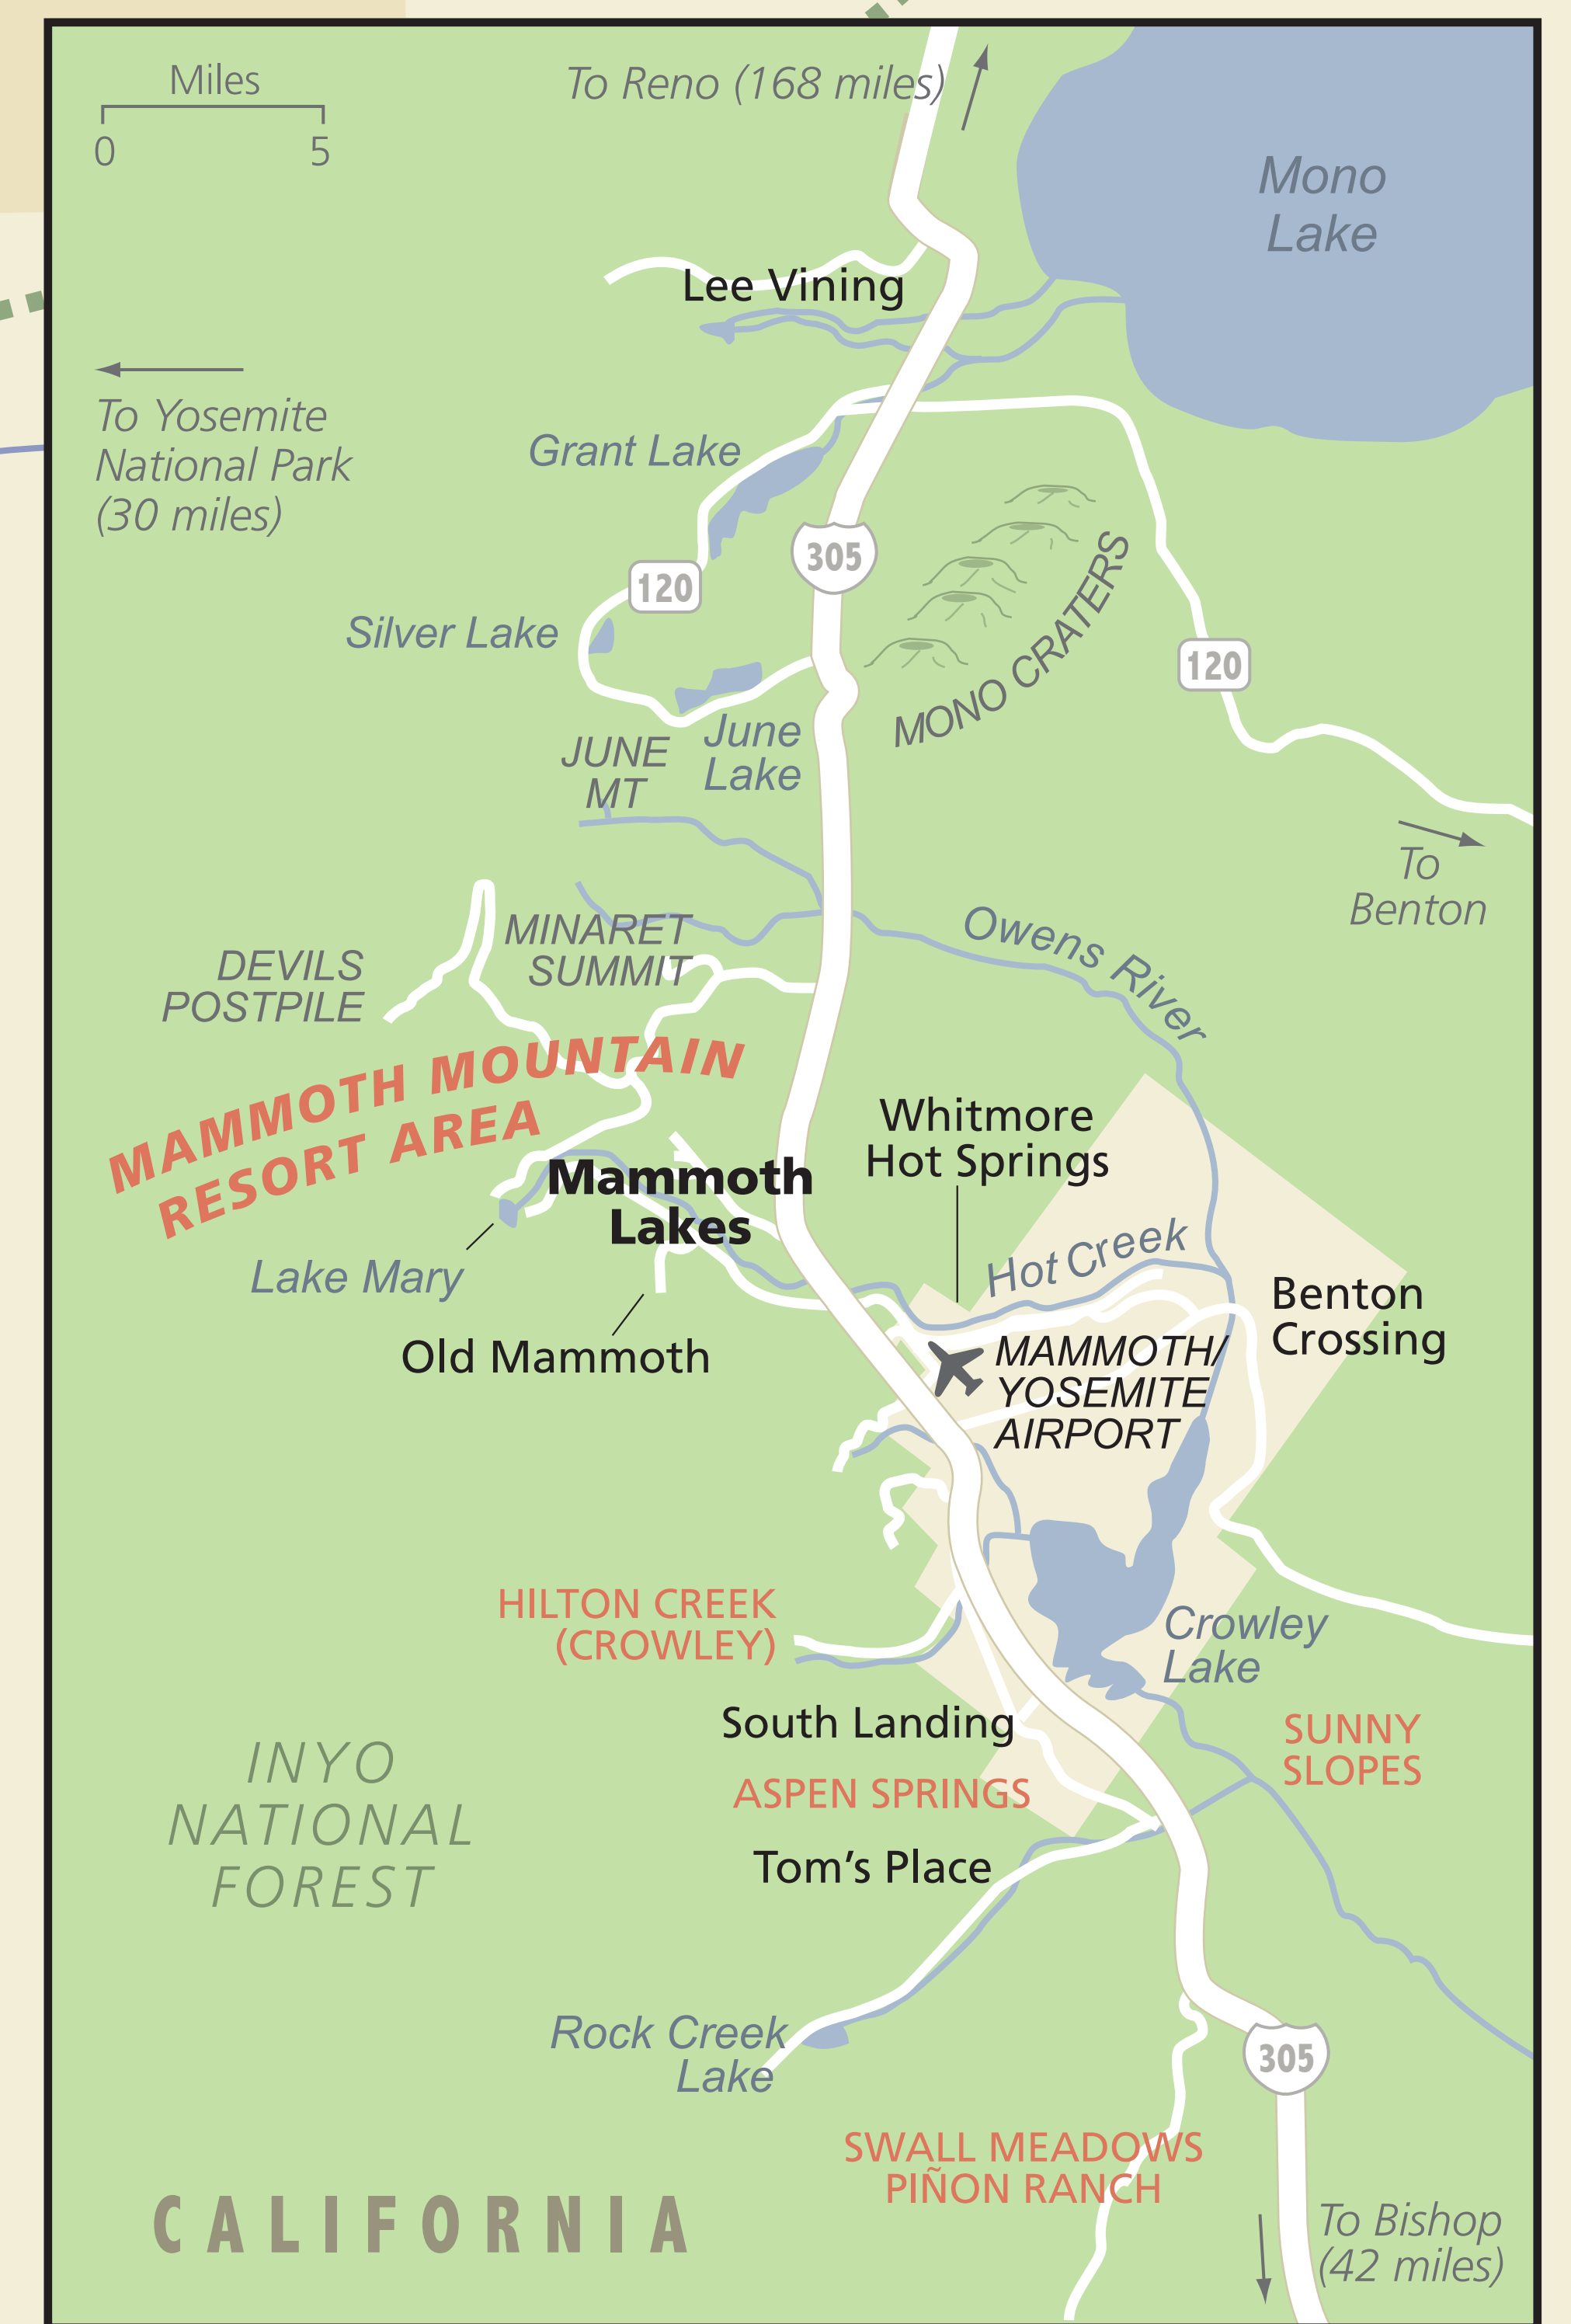 Miles
0 5
To Reno (168 miles)
Mono
Lake
Lee Vining
To Yosemite
National Park
(30 miles)
Grant Lake
305
120
Silver Lake
MONO CRATERS
120
June
Lake
JUNE
MT
To
Benton
Owens River
MINARET
SUMMIT
DEVILS
POSTPILE
MAMMOTH MOUNTAIN
RESORT AREA
Whitmore
Hot Springs
Mammoth
Lakes
Hot Creek
Lake Mary
Benton
Crossing
Old Mammoth
MAMMOTH/
YOSEMITE
AIRPORT
HILTON CREEK
(CROWLEY)
Crowley
Lake
South Landing
SUNNY
SLOPES
INYO
NATIONAL
FOREST
ASPEN SPRINGS
Tom’s Place
Rock Creek
Lake
305
SWALL MEADOWS
PIÑON RANCH
CALIFORNIA
To Bishop
(42 miles)